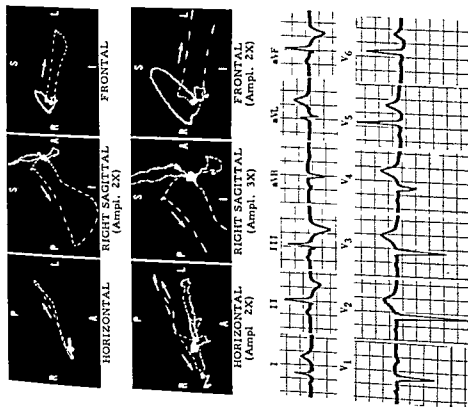 P S S
R L P A R L
A I I
HORIZONTAL RIGHT SAGITTAL FRONTAL
(Ampl. 2X)
P S S
R L P A R L
A I I
HORIZONTAL RIGHT SAGITTAL FRONTAL
(Ampl 2X) (Ampl. 3X) (Ampl. 2X)
I II III aVR aVL aVF
V1 V2 V3 V4 V5 V6